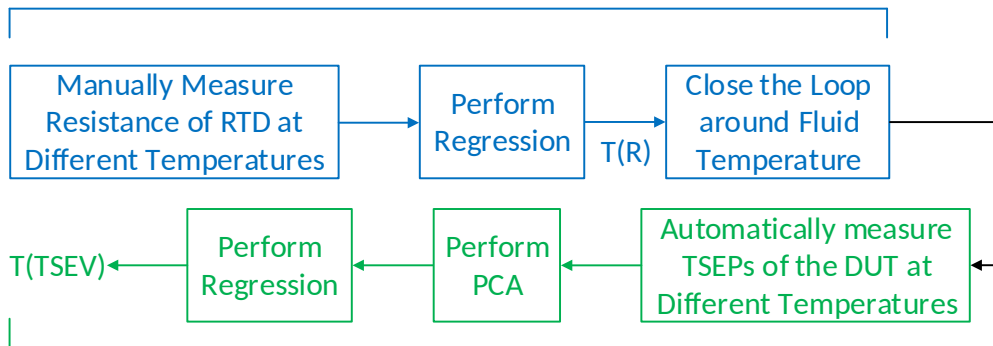 Manually Measure
Resistance of RTD at
Different Temperatures
Perform
Regression
T(R)
Close the Loop
around Fluid
Temperature
Automatically measure
TSEPs of the DUT at
Different Temperatures
Perform
PCA
Perform
Regression
T(TSEV)